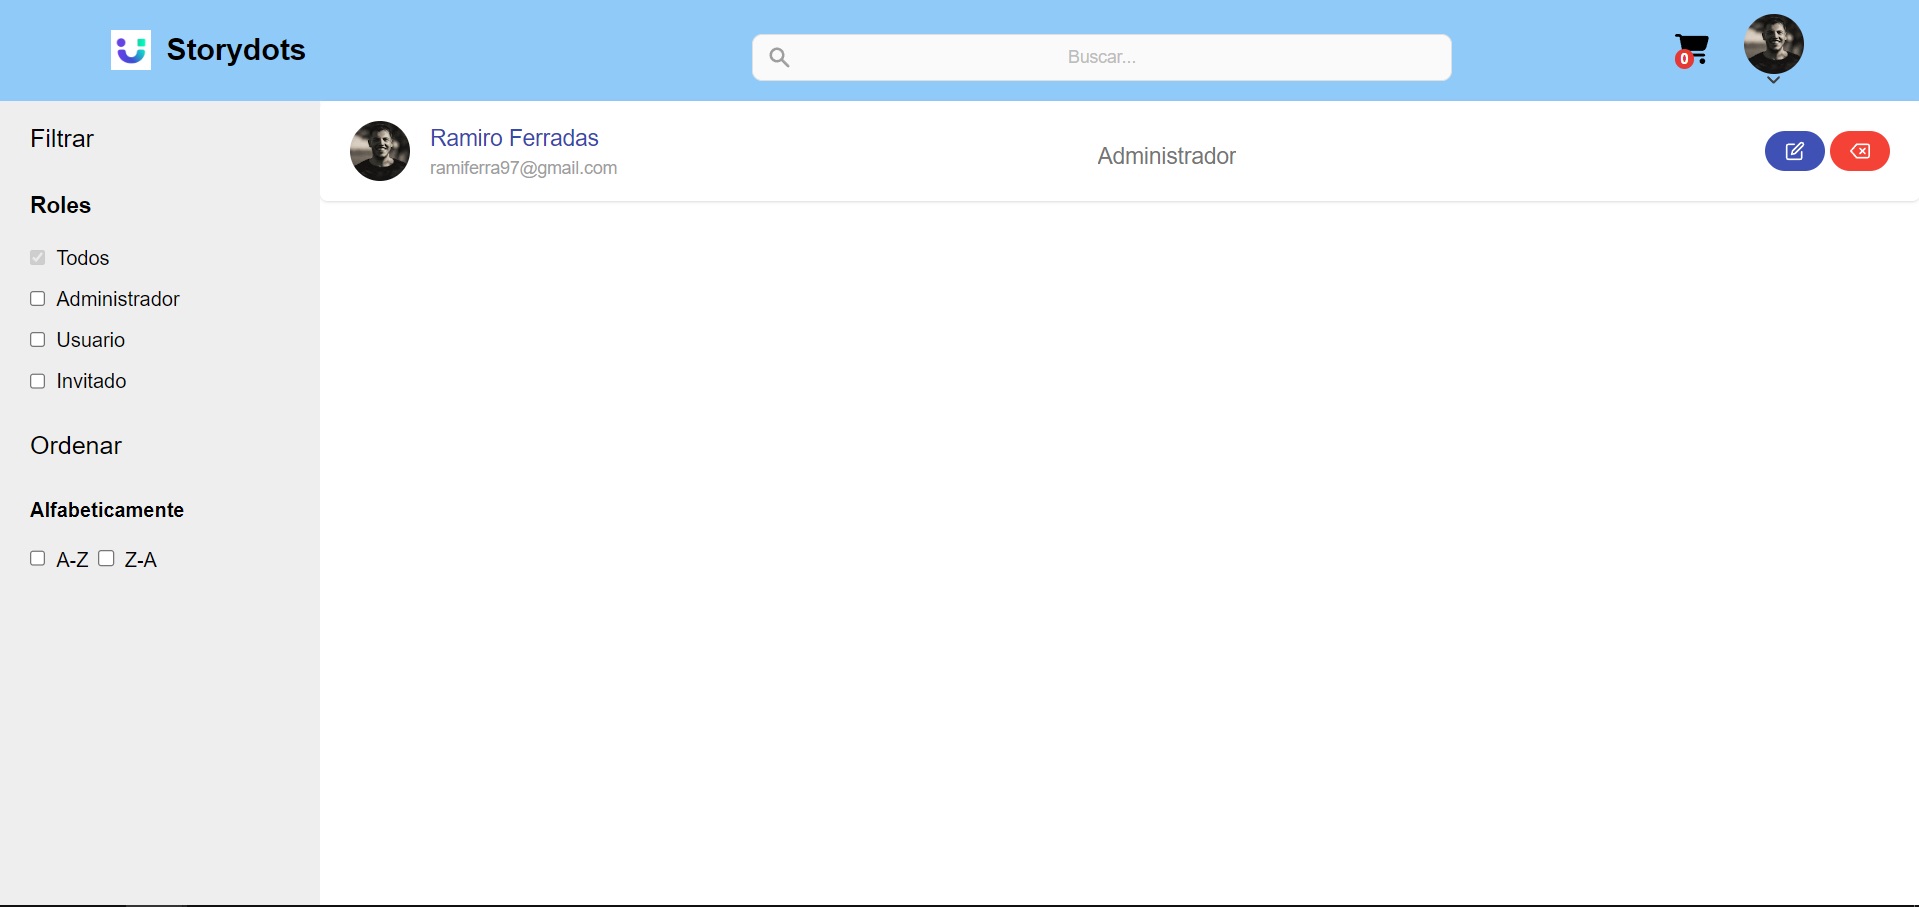 Storydots
Buscar...
0
Filtrar
Roles
Todos
Administrador
Usuario
Invitado
Ordenar
Alfabeticamente
A-Z Z-A
Ramiro Ferradas
ramiferra97@gmail.com
Administrador